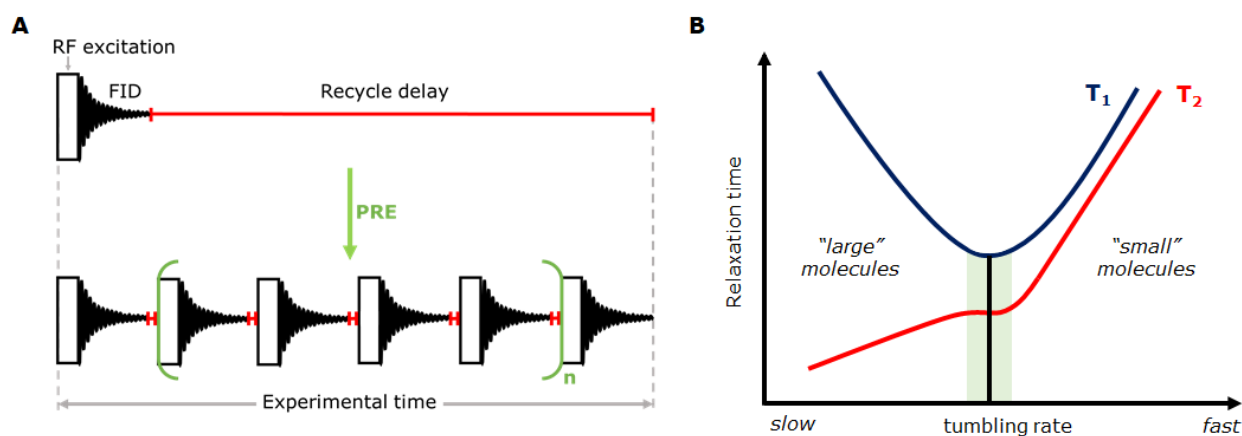 A
RF excitation
FID
Recycle delay
PRE
n
Experimental time
B
Relaxation time
T1
T2
"large"
molecules
"small"
molecules
slow
tumbling rate
fast